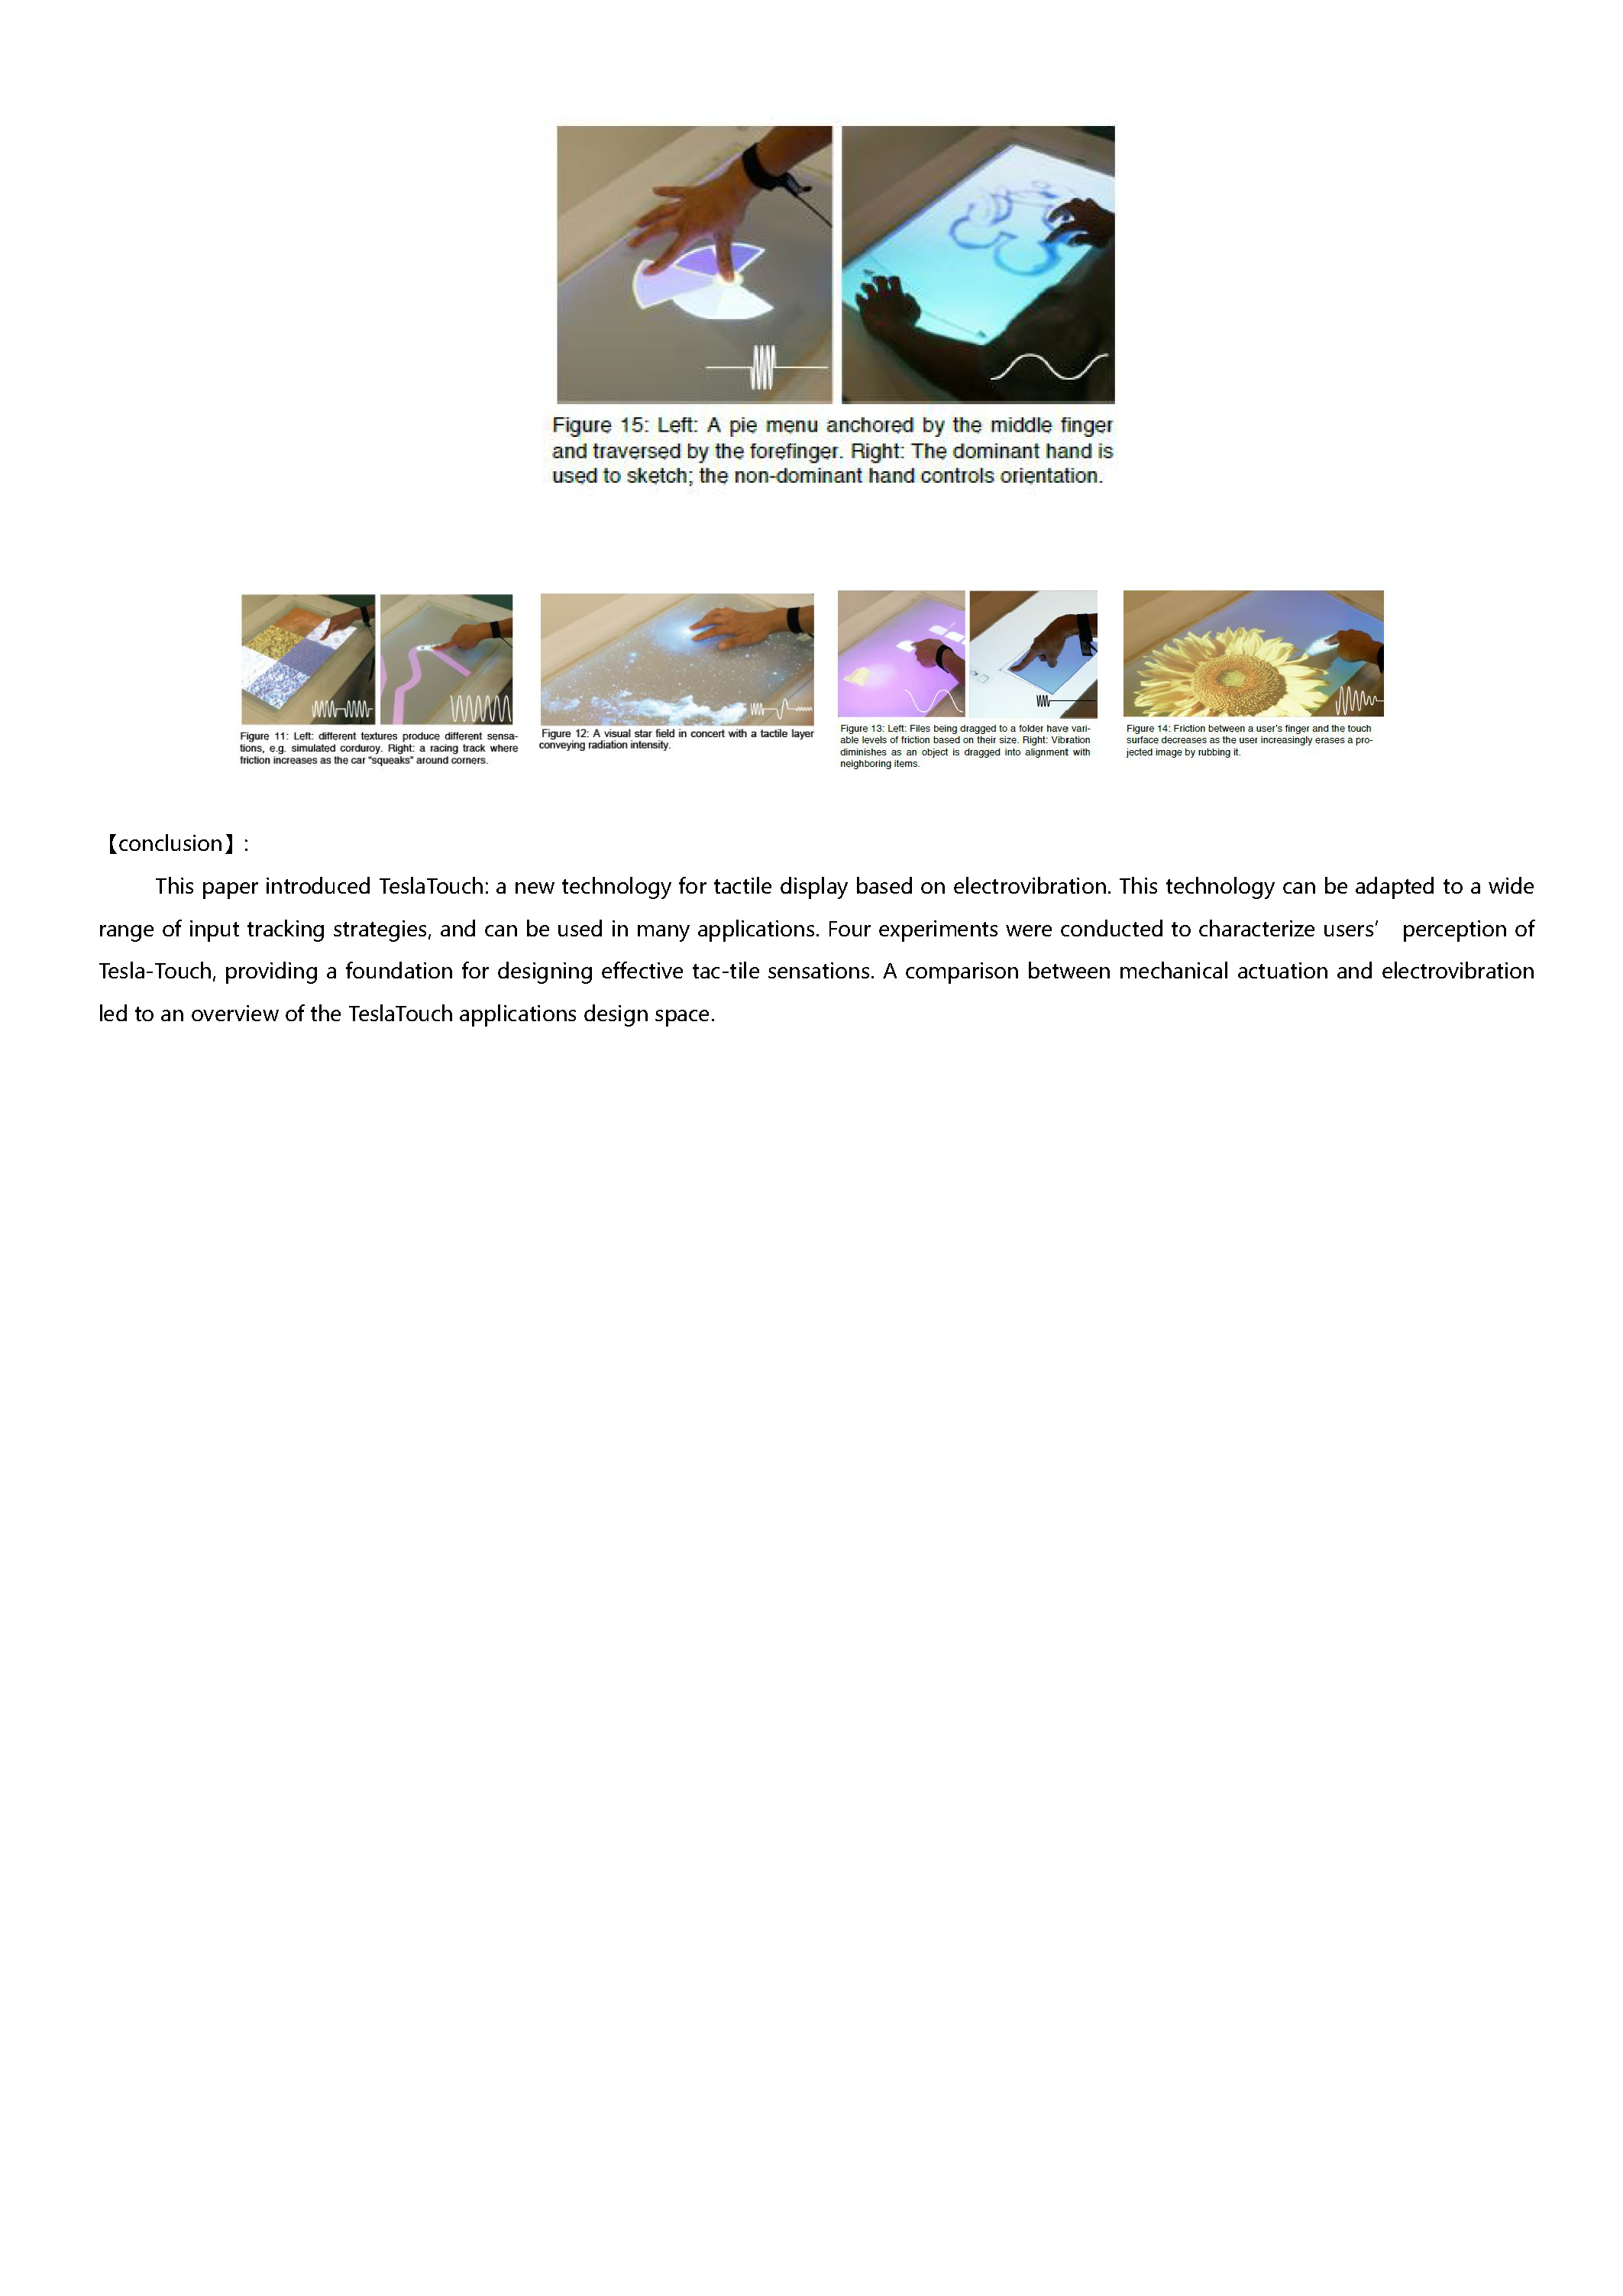 Figure 15: Left: A pie menu anchored by the middle finger
and traversed by the forefinger. Right: The dominant hand is
used to sketch; the non-dominant hand controls orientation.
Figure 11: Left: different textures produce different sensa-
tions, e.g. simulated corduroy. Right: a racing track where
friction increases as the car "squeaks" around corners.
Figure 12: A visual star field in concert with a tactile layer
conveying radiation intensity.
Figure 13: Left: Files being dragged to a folder have vari-
able levels of friction based on their size. Right: Vibration
diminishes as an object is dragged into alignment with
neighboring items.
Figure 14: Friction between a user's finger and the touch
surface decreases as the user increasingly erases a pro-
jected image by rubbing it.
【conclusion】:
This paper introduced TeslaTouch: a new technology for tactile display based on electrovibration. This technology can be adapted to a wide
range of input tracking strategies, and can be used in many applications. Four experiments were conducted to characterize users’ perception of
Tesla-Touch, providing a foundation for designing effective tac-tile sensations. A comparison between mechanical actuation and electrovibration
led to an overview of the TeslaTouch applications design space.